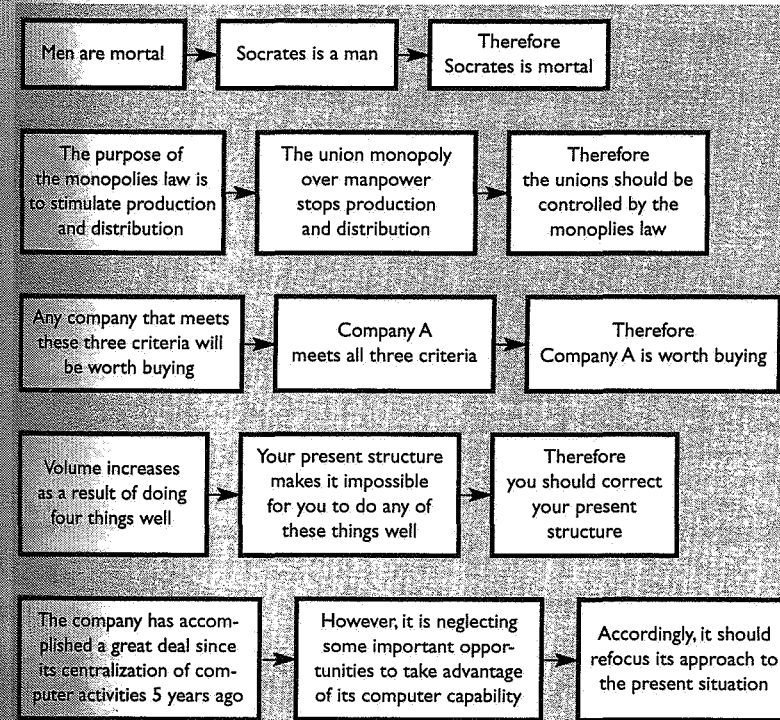 Men are mortal
Socrates is a man
Therefore
Socrates is mortal
The purpose of
the monopolies law is
to stimulate production
and distribution
The union monopoly
over manpower
stops production
and distribution
Therefore
the unions should be
controlled by the
monoplies law
Any company that meets
these three criteria will
be worth buying
Company A
meets all three criteria
Therefore
Company A is worth buying
Volume increases
as a result of doing
four things well
Your present structure
makes it impossible
for you to do any of
these things well
Therefore
you should correct
your present
structure
The company has accom-
plished a great deal since
its centralization of com-
puter activities 5 years ago
However, it is neglecting
some important oppor-
tunities to take advantage
of its computer capability
Accordingly, it should
refocus its approach to
the present situation